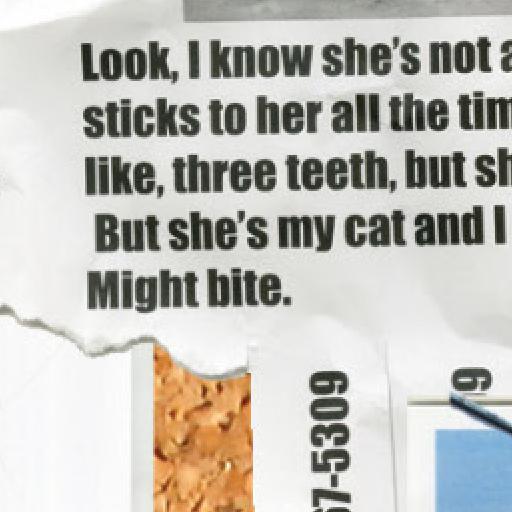 Look, I know she's not a
sticks to her all the tim
like, three teeth, but sh
But she's my cat and I
Might bite.
67-5309
9